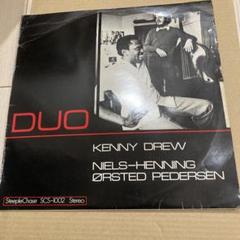 DUO
KENNY DREW
NIELS-HENNING
ØRSTED PEDERSEN
SteepleChase SCS-1002 Stereo